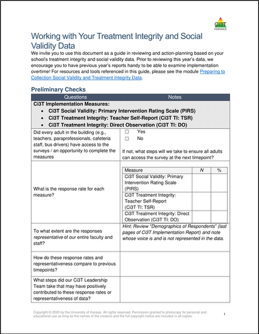 Ci3T
Working with Your Treatment Integrity and Social
Validity Data
We invite you to use this document as a guide in reviewing and action-planning based on your
school's treatment integrity and social validity data. Prior to reviewing this year's data, we
encourage you to have previous year's reports handy to be able to examine implementation
overtime! For resources and tools referenced in this guide, please see the module Preparing to
Collection Social Validity and Treatment Integrity Data.
Preliminary Checks
Questions
Notes
Ci3T Implementation Measures:
• Ci3T Social Validity: Primary Intervention Rating Scale (PIRS)
• Ci3T Treatment Integrity: Teacher Self-Report (Ci3T TI: TSR)
• Ci3T Treatment Integrity: Direct Observation (Ci3T TI: DO)
Did every adult in the building (e.g.,
teachers, paraprofessionals, cafeteria
staff, bus drivers) have access to the
surveys / an opportunity to complete the
measures
☐ Yes
☐ No
If not, what steps will we take to ensure all adults
can access the survey at the next timepoint?
What is the response rate for each
measure?
Measure N %
Ci3T Social Validity: Primary
Intervention Rating Scale
(PIRS)
Ci3T Treatment Integrity:
Teacher Self-Report
(Ci3T TI: TSR)
Ci3T Treatment Integrity: Direct
Observation (Ci3T TI: DO)
To what extent are the responses
representative of our entire faculty and
staff?
Hint: Review "Demographics of Respondents" (last
pages of Ci3T Implementation Report) and note
whose voice is and is not represented in the data.
How do these response rates and
representativeness compare to previous
timepoints?
What steps did our Ci3T Leadership
Team take that may have positively
contributed to these response rates or
representativeness of data?
1